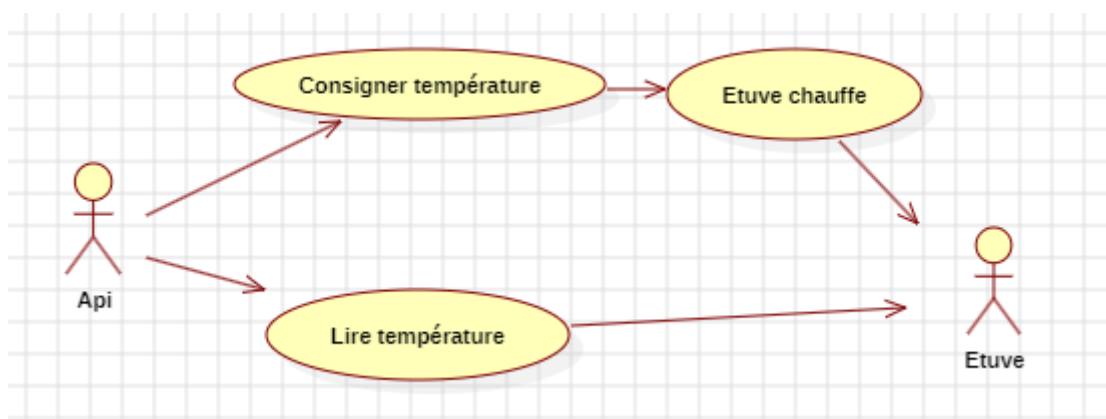 Consigner température
Etuve chauffe
Api
Lire température
Etuve